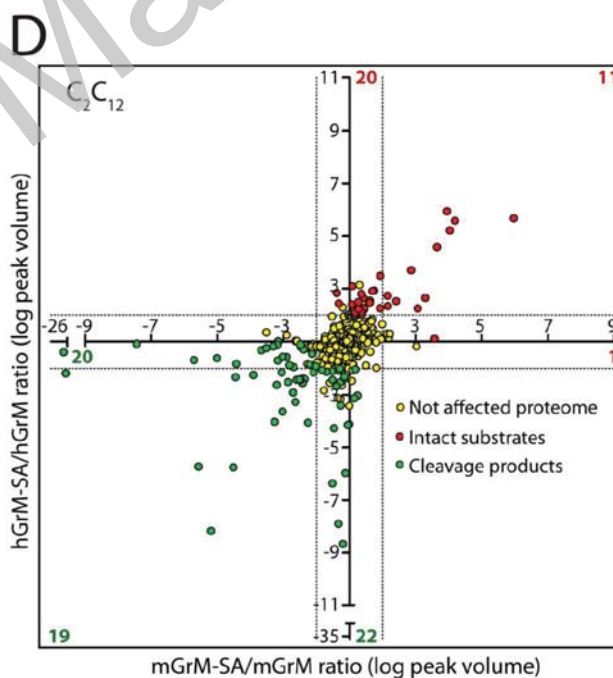 D
Ma
C2C12
11 20 11
9
7
5
3
-26 -9 -7 -5 -3 3 5 7 9
20 1
-3
Not affected proteome
Intact substrates
-5
Cleavage products
-7
-9
-11
19 -35 22
hGrM-SA/hGrM ratio (log peak volume)
mGrM-SA/mGrM ratio (log peak volume)